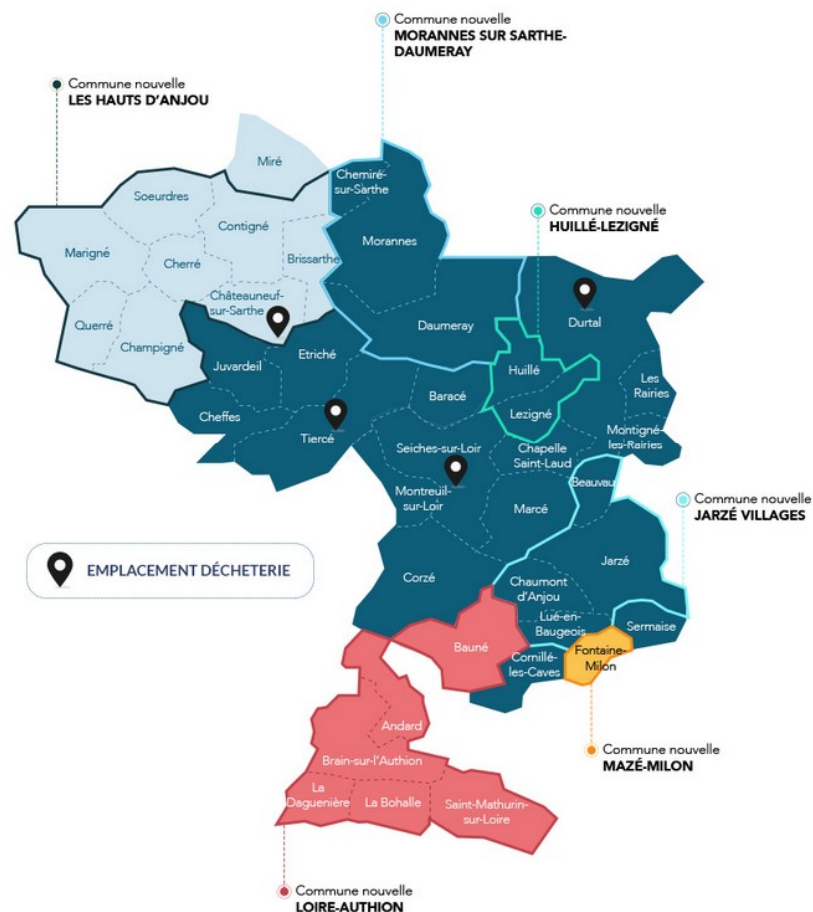 Commune nouvelle
MORANNES SUR SARTHE-
DAUMERAY
Commune nouvelle
LES HAUTS D'ANJOU
Miré
Chemiré-
sur-Sarthe
Soeurdres
Contigné
Marigné
Morannes
Commune nouvelle
HUILLÉ-LEZIGNÉ
Cherré
Brissarthe
Châteauneuf-
sur-Sarthe
Querré
Champigné
Daumeray
Durtal
Juvardeil
Etriché
Huillé
Les
Rairies
Baracé
Lezigné
Cheffes
Tiercé
Montigné-
les-Rairies
Seiches-sur-Loir
Chapelle
Saint-Laud
Montreuil-
sur-Loir
Beauvau
Marcé
Commune nouvelle
JARZÉ VILLAGES
EMPLACEMENT DÉCHETERIE
Corzé
Jarzé
Chaumont
d'Anjou
Lué-en-
Baugeois
Sermaise
Bauné
Cornillé-
les-Caves
Fontaine-
Milon
Andard
Brain-sur-l'Authion
Commune nouvelle
MAZÉ-MILON
La
Daguenière
La Bohalle
Saint-Mathurin-
sur-Loire
Commune nouvelle
LOIRE-AUTHION